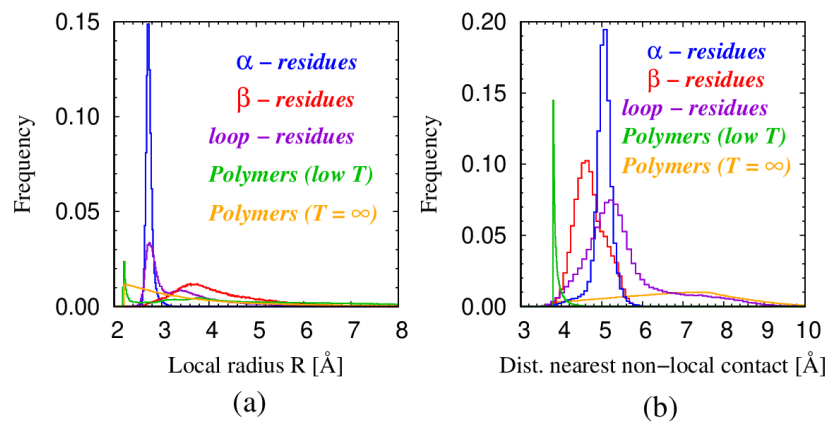 0.15
0.10
0.05
0.00
Frequency
α – residues
β – residues
loop – residues
Polymers (low T)
Polymers (T = ∞)
2 3 4 5 6 7 8
Local radius R [Å]
(a)
0.20
0.15
0.10
0.05
0.00
Frequency
α – residues
β – residues
loop – residues
Polymers (low T)
Polymers (T = ∞)
3 4 5 6 7 8 9 10
Dist. nearest non–local contact [Å]
(b)